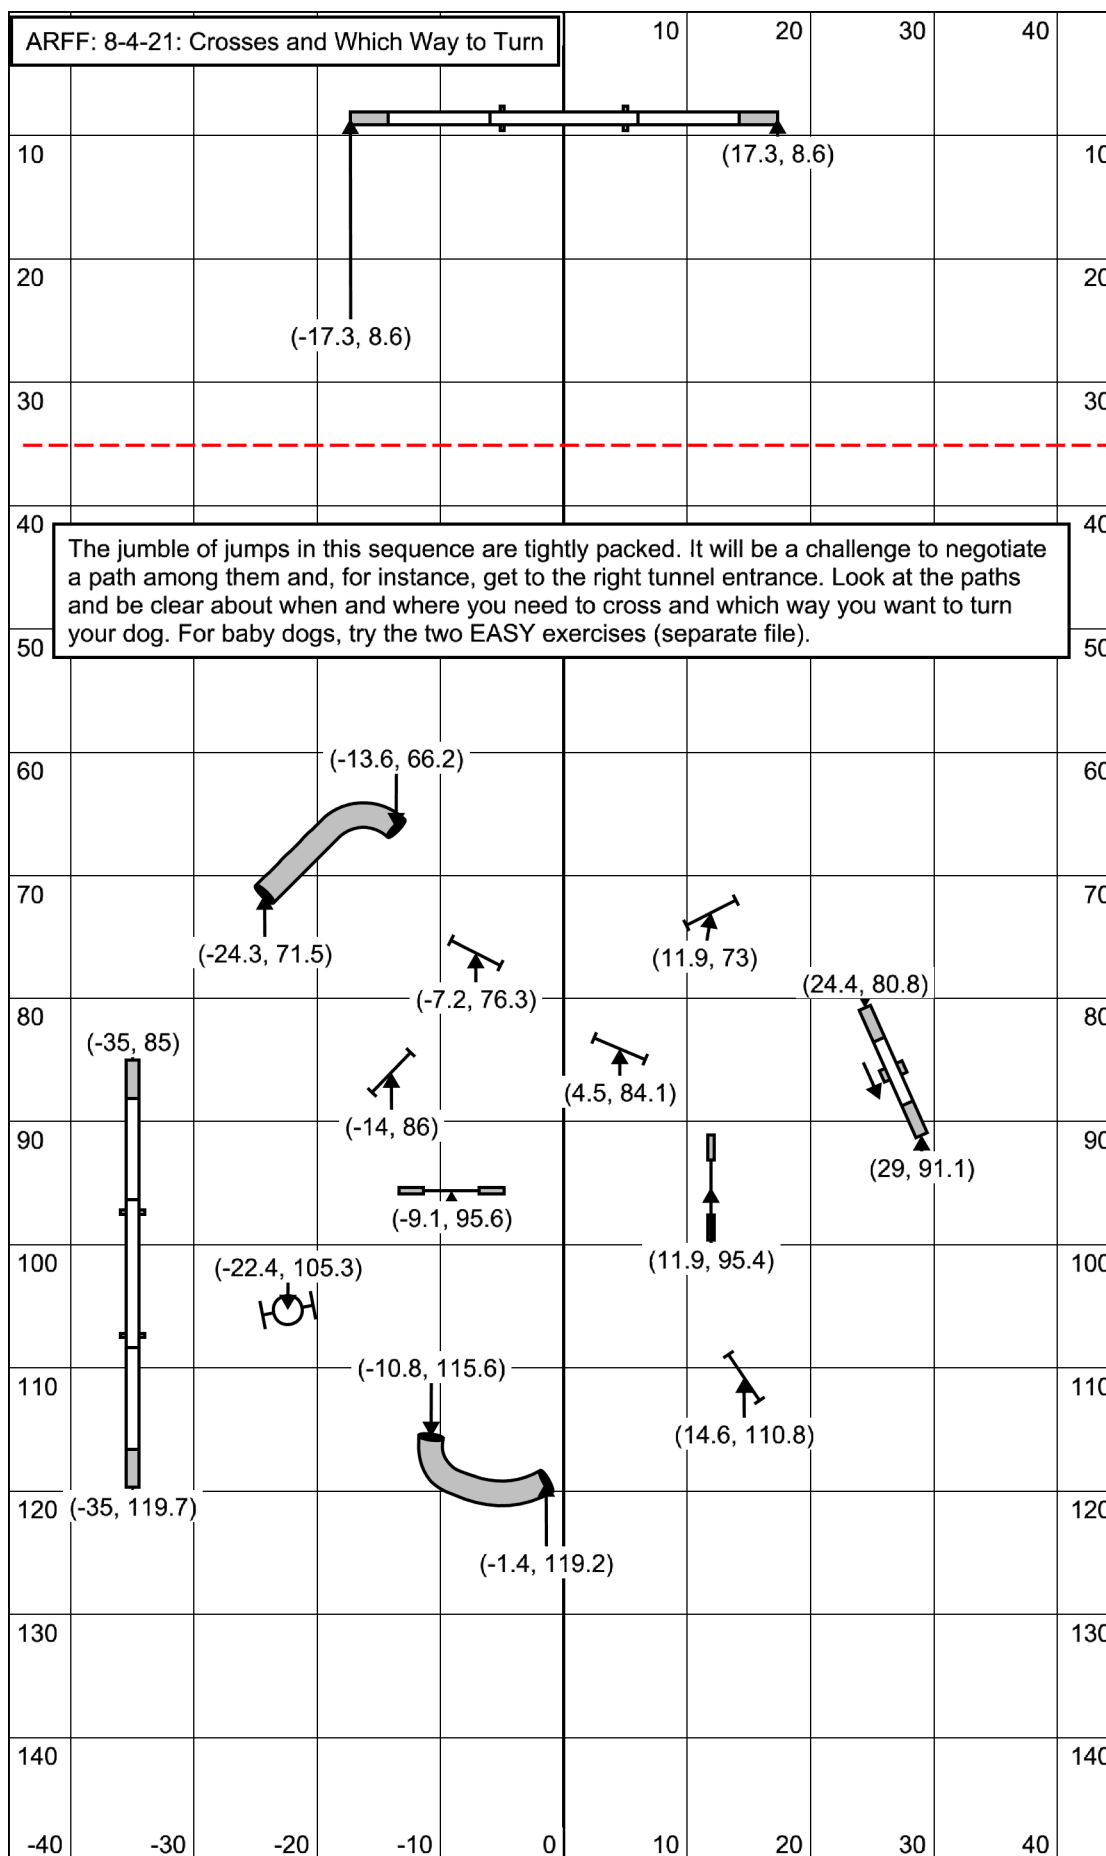 ARFF: 8-4-21: Crosses and Which Way to Turn
10 20 30 40
10 (17.3, 8.6) 10
20 20
(-17.3, 8.6)
30 30
40 40
The jumble of jumps in this sequence are tightly packed. It will be a challenge to negotiate
a path among them and, for instance, get to the right tunnel entrance. Look at the paths
and be clear about when and where you need to cross and which way you want to turn
your dog. For baby dogs, try the two EASY exercises (separate file).
50 50
(-13.6, 66.2)
60 60
70 70
(-24.3, 71.5) (11.9, 73)
(-7.2, 76.3) (24.4, 80.8)
80 80
(-35, 85)
(4.5, 84.1)
(-14, 86)
90 90
(29, 91.1)
(-9.1, 95.6)
100 (-22.4, 105.3) (11.9, 95.4) 100
(-10.8, 115.6)
110 110
(14.6, 110.8)
120 (-35, 119.7) 120
(-1.4, 119.2)
130 130
140 140
-40 -30 -20 -10 0 10 20 30 40